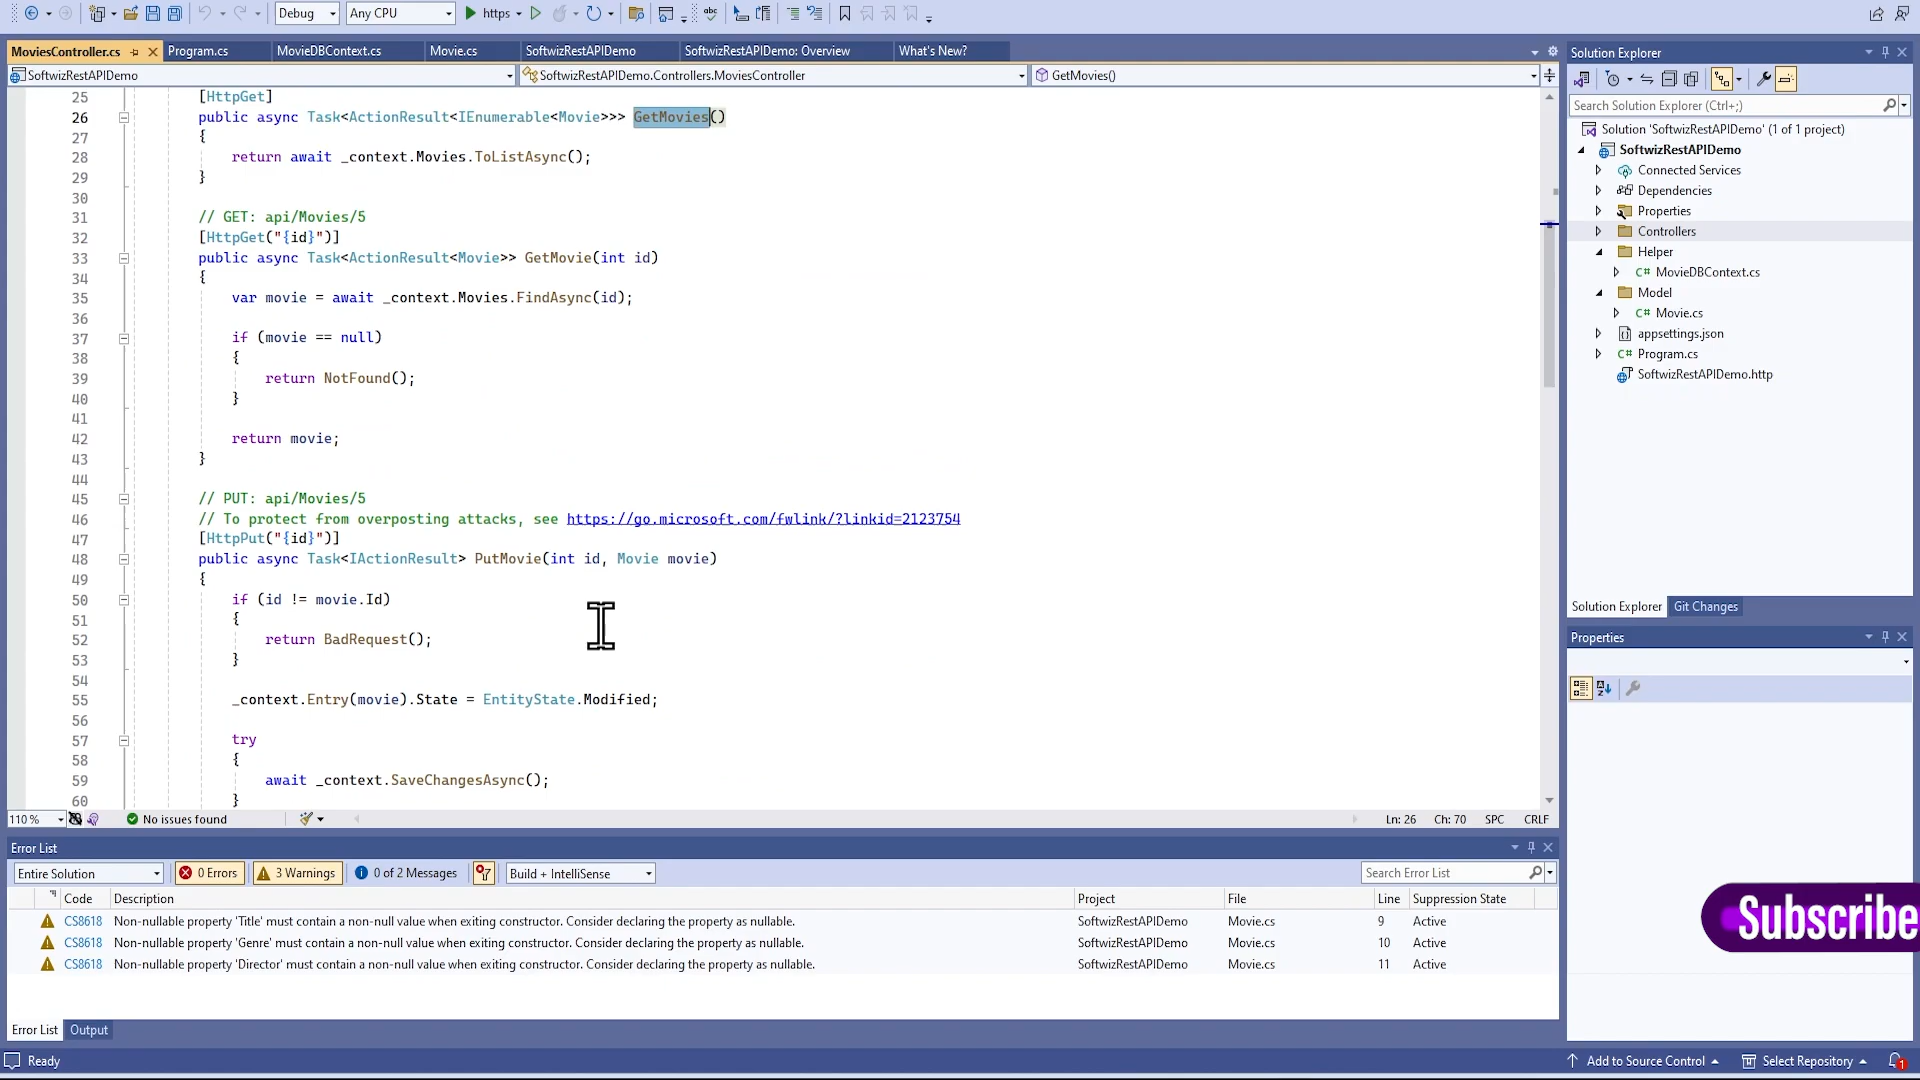 Debug
Any CPU
https
MoviesController.cs
Program.cs
MovieDBContext.cs
Movie.cs
SoftwizRestAPIDemo
SoftwizRestAPIDemo: Overview
What's New?
SoftwizRestAPIDemo
SoftwizRestAPIDemo.Controllers.MoviesController
GetMovies()
25 [HttpGet]
26 public async Task<ActionResult<IEnumerable<Movie>>> GetMovies()
27 {
28 return await _context.Movies.ToListAsync();
29 }
30
31 // GET: api/Movies/5
32 [HttpGet("{id}")]
33 public async Task<ActionResult<Movie>> GetMovie(int id)
34 {
35 var movie = await _context.Movies.FindAsync(id);
36
37 if (movie == null)
38 {
39 return NotFound();
40 }
41
42 return movie;
43 }
44
45 // PUT: api/Movies/5
46 // To protect from overposting attacks, see https://go.microsoft.com/fwlink/?linkid=2123754
47 [HttpPut("{id}")]
48 public async Task<IActionResult> PutMovie(int id, Movie movie)
49 {
50 if (id != movie.Id)
51 {
52 return BadRequest();
53 }
54
55 _context.Entry(movie).State = EntityState.Modified;
56
57 try
58 {
59 await _context.SaveChangesAsync();
60 }
110 %
No issues found
Ln: 26 Ch: 70 SPC CRLF
Error List
Entire Solution
0 Errors
3 Warnings
0 of 2 Messages
Build + IntelliSense
Search Error List
Code Description Project File Line Suppression State
CS8618 Non-nullable property 'Title' must contain a non-null value when exiting constructor. Consider declaring the property as nullable. SoftwizRestAPIDemo Movie.cs 9 Active
CS8618 Non-nullable property 'Genre' must contain a non-null value when exiting constructor. Consider declaring the property as nullable. SoftwizRestAPIDemo Movie.cs 10 Active
CS8618 Non-nullable property 'Director' must contain a non-null value when exiting constructor. Consider declaring the property as nullable. SoftwizRestAPIDemo Movie.cs 11 Active
Error List Output
Ready
Solution Explorer
Search Solution Explorer (Ctrl+;)
Solution 'SoftwizRestAPIDemo' (1 of 1 project)
SoftwizRestAPIDemo
Connected Services
Dependencies
Properties
Controllers
Helper
C# MovieDBContext.cs
Model
C# Movie.cs
appsettings.json
C# Program.cs
SoftwizRestAPIDemo.http
Solution Explorer Git Changes
Properties
Subscribe
Add to Source Control
Select Repository
1